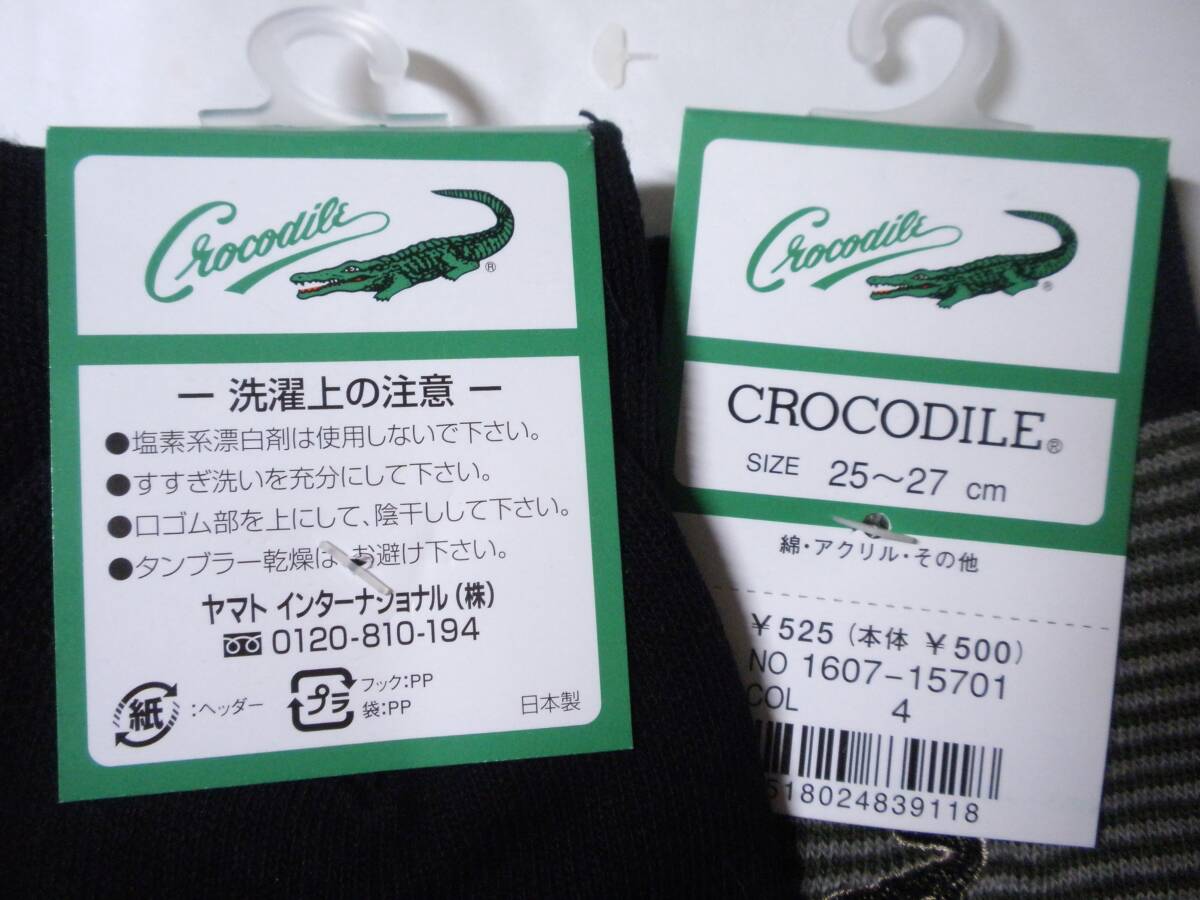 Crocodile
®
― 洗濯上の注意 ―
●塩素系漂白剤は使用しないで下さい。
●すすぎ洗いを充分にして下さい。
●口ゴム部を上にして、陰干しして下さい。
●タンブラー乾燥は、お避け下さい。
ヤマト インターナショナル(株)
0120-810-194
紙 :ヘッダー
プラ フック:PP
袋:PP
日本製
Crocodile
®
CROCODILE®
SIZE 25〜27 cm
綿・アクリル・その他
¥525 (本体 ¥500)
NO 1607-15701
COL 4
518024839118